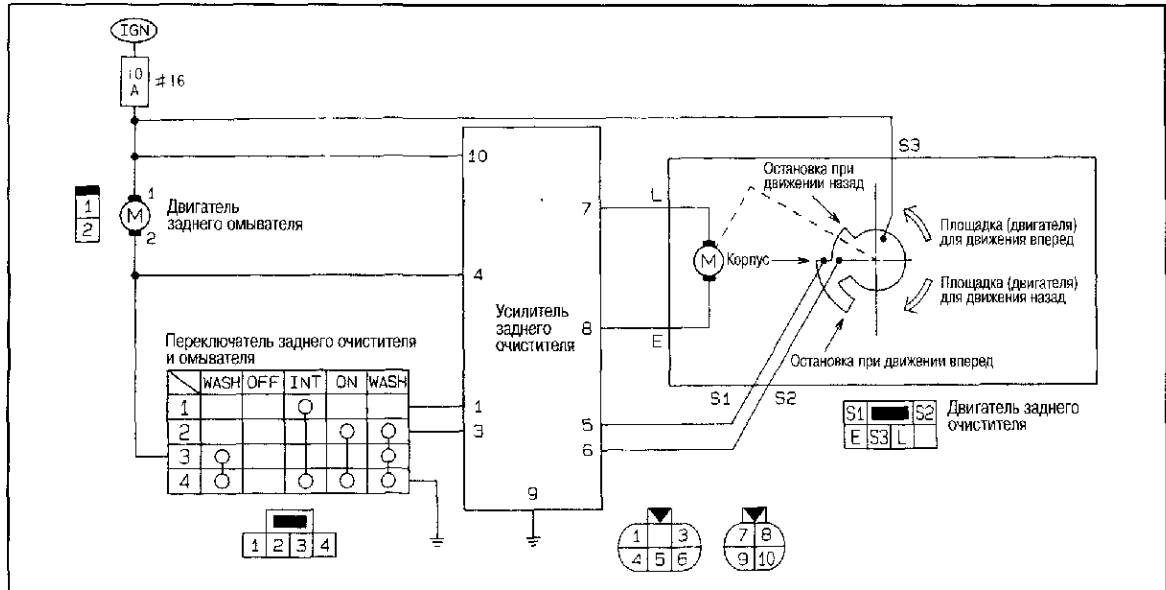 IGN
10
A
#16
S3
10
Остановка при
движении назад
1
2
1
M
2
Двигатель
заднего омывателя
7
L
Площадка (двигателя)
для движения вперед
M
Корпус
4
Площадка (двигателя)
для движения назад
Усилитель
заднего
очистителя
8
E
Переключатель заднего очистителя
и омывателя
Остановка при движении вперед
WASH OFF INT ON WASH
1
2
3
4
1
3
S1
S2
5
6
S1 S2
E S3 L
Двигатель заднего
очистителя
9
1 2 3 4
1 3
4 5 6
7 8
9 10